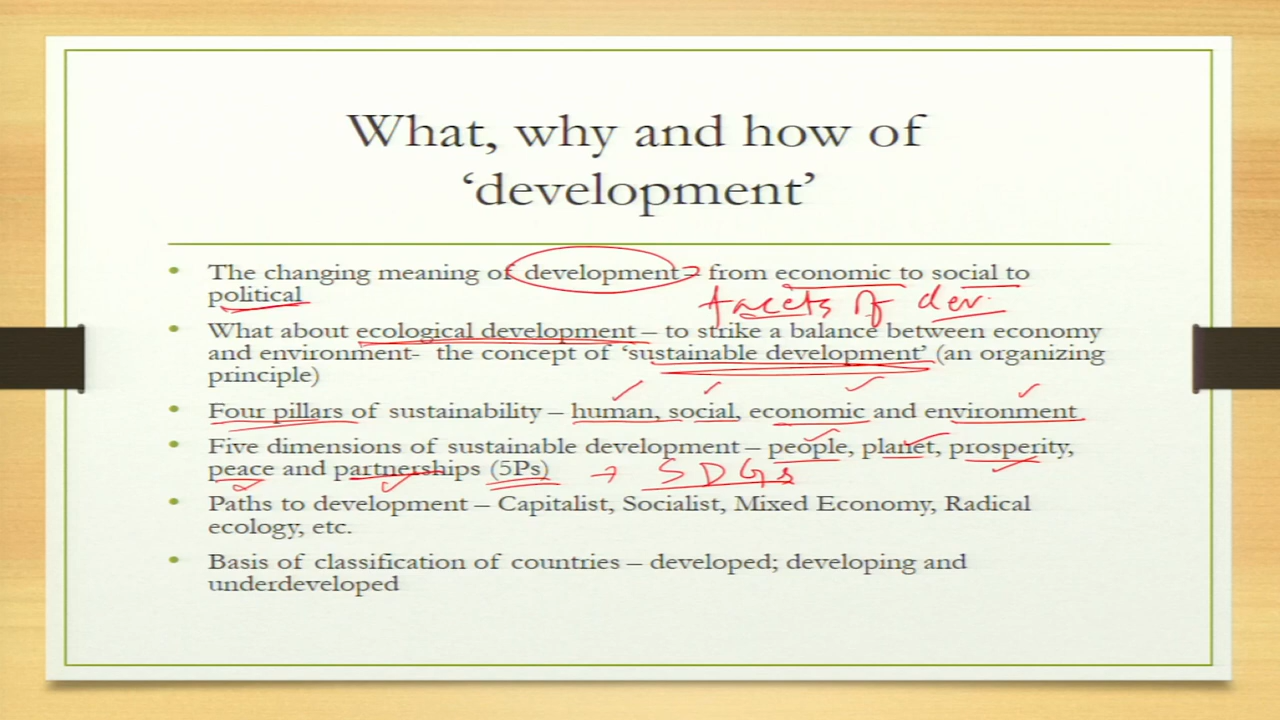 What, why and how of
‘development’
• The changing meaning of development – from economic to social to
political
facets of dev.
• What about ecological development – to strike a balance between economy
and environment- the concept of ‘sustainable development’ (an organizing
principle)
• Four pillars of sustainability – human, social, economic and environment
• Five dimensions of sustainable development – people, planet, prosperity,
peace and partnerships (5Ps) → SDGs
• Paths to development – Capitalist, Socialist, Mixed Economy, Radical
ecology, etc.
• Basis of classification of countries – developed; developing and
underdeveloped